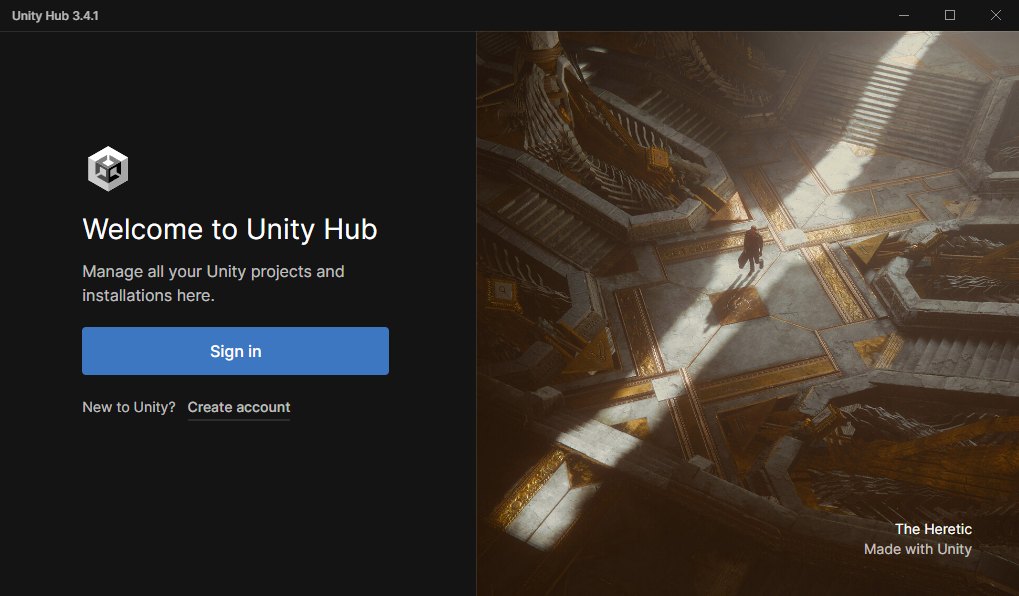 Unity Hub 3.4.1
Welcome to Unity Hub
Manage all your Unity projects and
installations here.
Sign in
New to Unity? Create account
The Heretic
Made with Unity